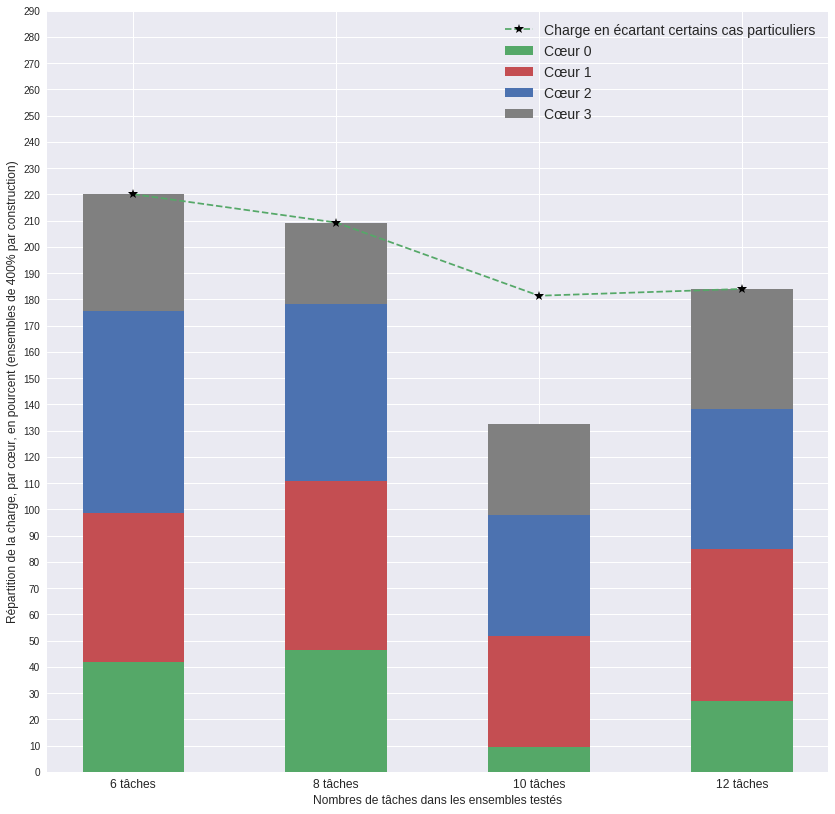 Charge en écartant certains cas particuliers
Cœur 0
Cœur 1
Cœur 2
Cœur 3
Répartition de la charge, par cœur, en pourcent (ensembles de 400% par construction)
290
280
270
260
250
240
230
220
210
200
190
180
170
160
150
140
130
120
110
100
90
80
70
60
50
40
30
20
10
0
6 tâches
8 tâches
10 tâches
12 tâches
Nombres de tâches dans les ensembles testés